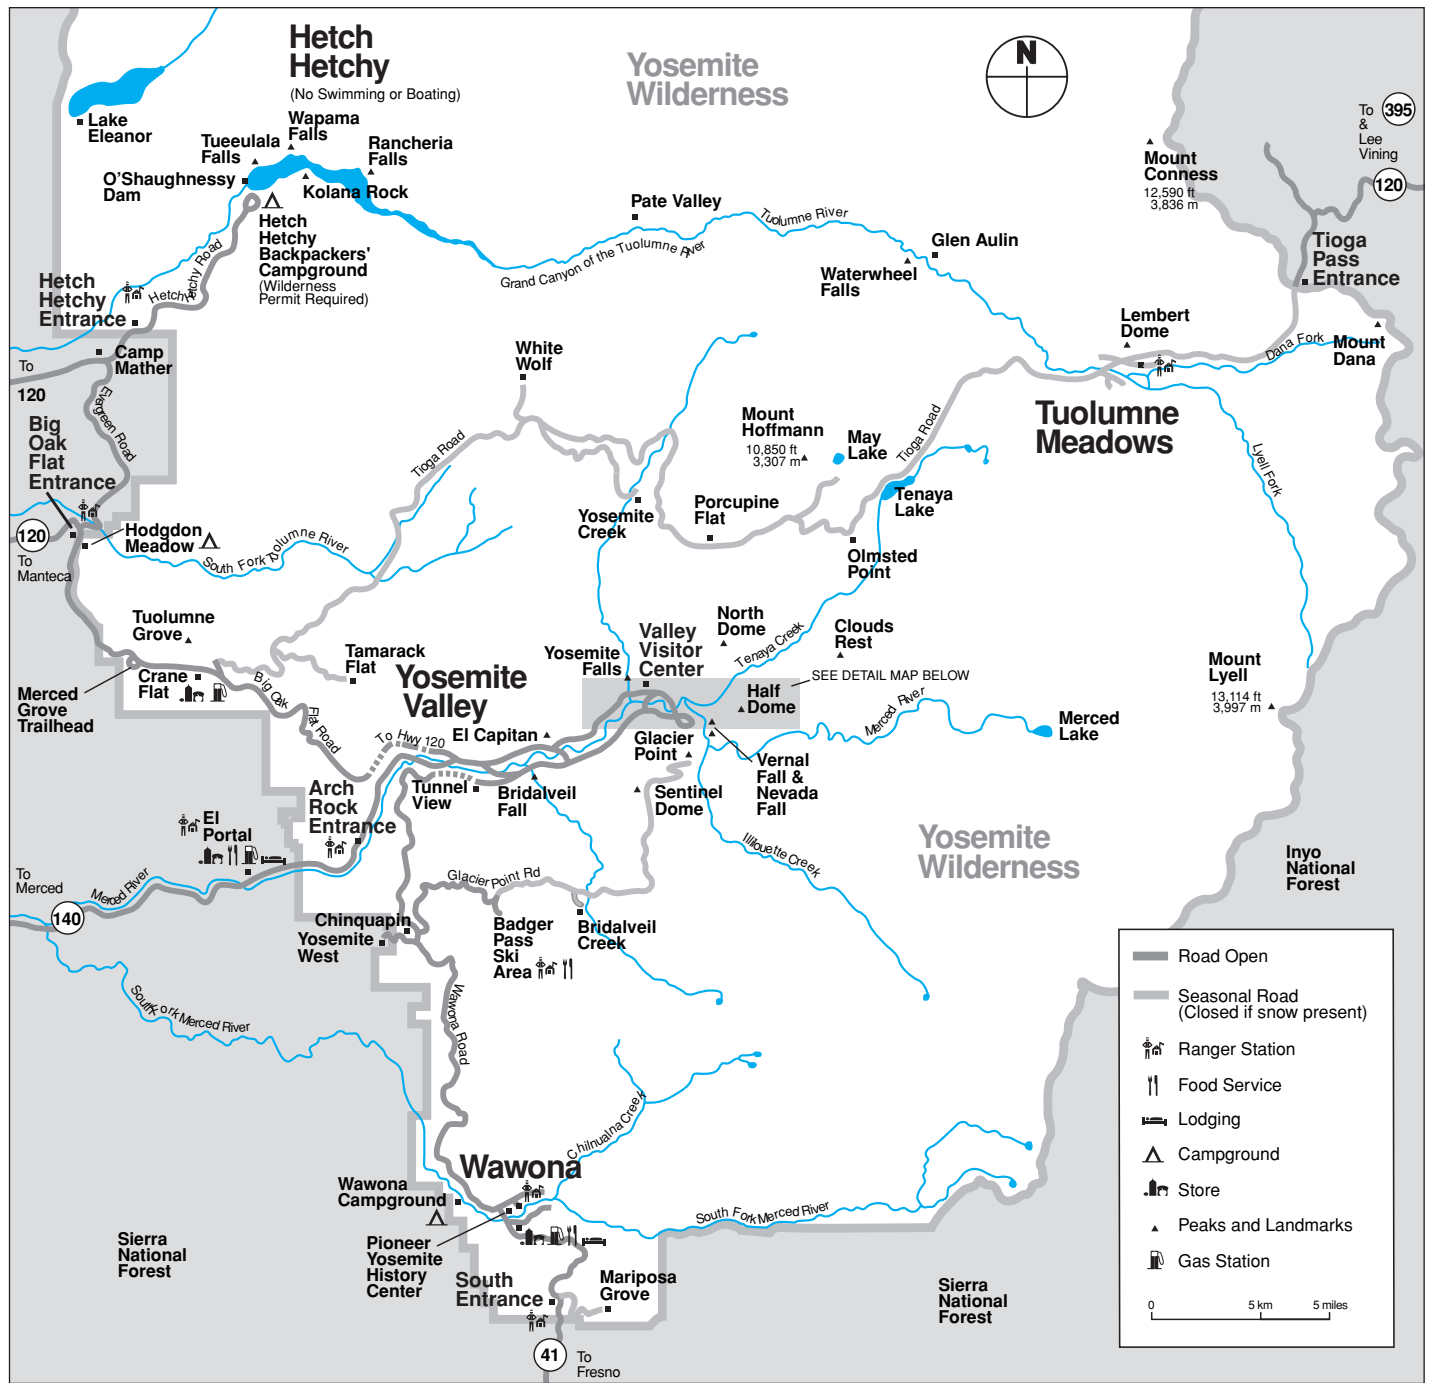 Hetch
Hetchy
(No Swimming or Boating)
Yosemite
Wilderness
N
To
395
&
Lee
Vining
120
Lake
Eleanor
Wapama
Falls
Tueeulala
Falls
Rancheria
Falls
O'Shaughnessy
Dam
Kolana Rock
Mount
Conness
12,590 ft
3,836 m
Pate Valley
Tuolumne River
Grand Canyon of the Tuolumne River
Glen Aulin
Waterwheel
Falls
Tioga
Pass
Entrance
Hetch
Hetchy
Backpackers'
Campground
(Wilderness
Permit Required)
Hetch Hetchy Road
Hetch
Hetchy
Entrance
Camp
Mather
To
120
Evergreen Road
White
Wolf
Lembert
Dome
Dana Fork
Mount
Dana
Tuolumne
Meadows
Lyell Fork
Big
Oak
Flat
Entrance
Tioga Road
Mount
Hoffmann
10,850 ft
3,307 m
May
Lake
Tioga Road
Tenaya
Lake
Yosemite
Creek
Porcupine
Flat
Olmsted
Point
120
To
Manteca
Hodgdon
Meadow
South Fork Tuolumne River
Tuolumne
Grove
Crane
Flat
Merced
Grove
Trailhead
Tamarack
Flat
Big Oak
Flat Road
Yosemite
Valley
Yosemite
Falls
Valley
Visitor
Center
North
Dome
Tenaya Creek
Clouds
Rest
SEE DETAIL MAP BELOW
Half
Dome
Mount
Lyell
13,114 ft
3,997 m
Merced River
Merced
Lake
To Hwy 120
El Capitan
Glacier
Point
Vernal
Fall &
Nevada
Fall
Tunnel
View
Bridalveil
Fall
Sentinel
Dome
Arch
Rock
Entrance
El
Portal
Illilouette Creek
Yosemite
Wilderness
Inyo
National
Forest
To
Merced
Merced River
140
Glacier Point Rd
Chinquapin
Yosemite
West
Badger
Pass
Ski
Area
Bridalveil
Creek
South Fork Merced River
Wawona Road
Chilnualna Creek
Wawona
Wawona
Campground
Pioneer
Yosemite
History
Center
South Fork Merced River
South
Entrance
Mariposa
Grove
Sierra
National
Forest
Sierra
National
Forest
41
To
Fresno
Road Open
Seasonal Road
(Closed if snow present)
Ranger Station
Food Service
Lodging
Campground
Store
Peaks and Landmarks
Gas Station
0 5 km 5 miles